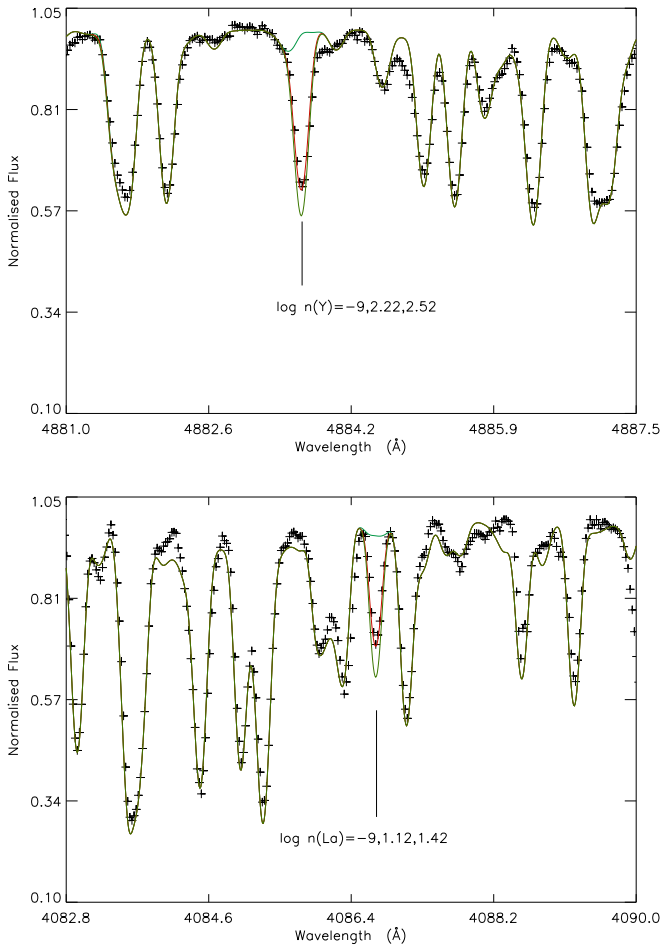 1.05
0.81
0.57
0.34
0.10
Normalised Flux
log n(Y)=−9,2.22,2.52
4881.0 4882.6 4884.2 4885.9 4887.5
Wavelength (Å)
1.05
0.81
0.57
0.34
0.10
Normalised Flux
log n(La)=−9,1.12,1.42
4082.8 4084.6 4086.4 4088.2 4090.0
Wavelength (Å)